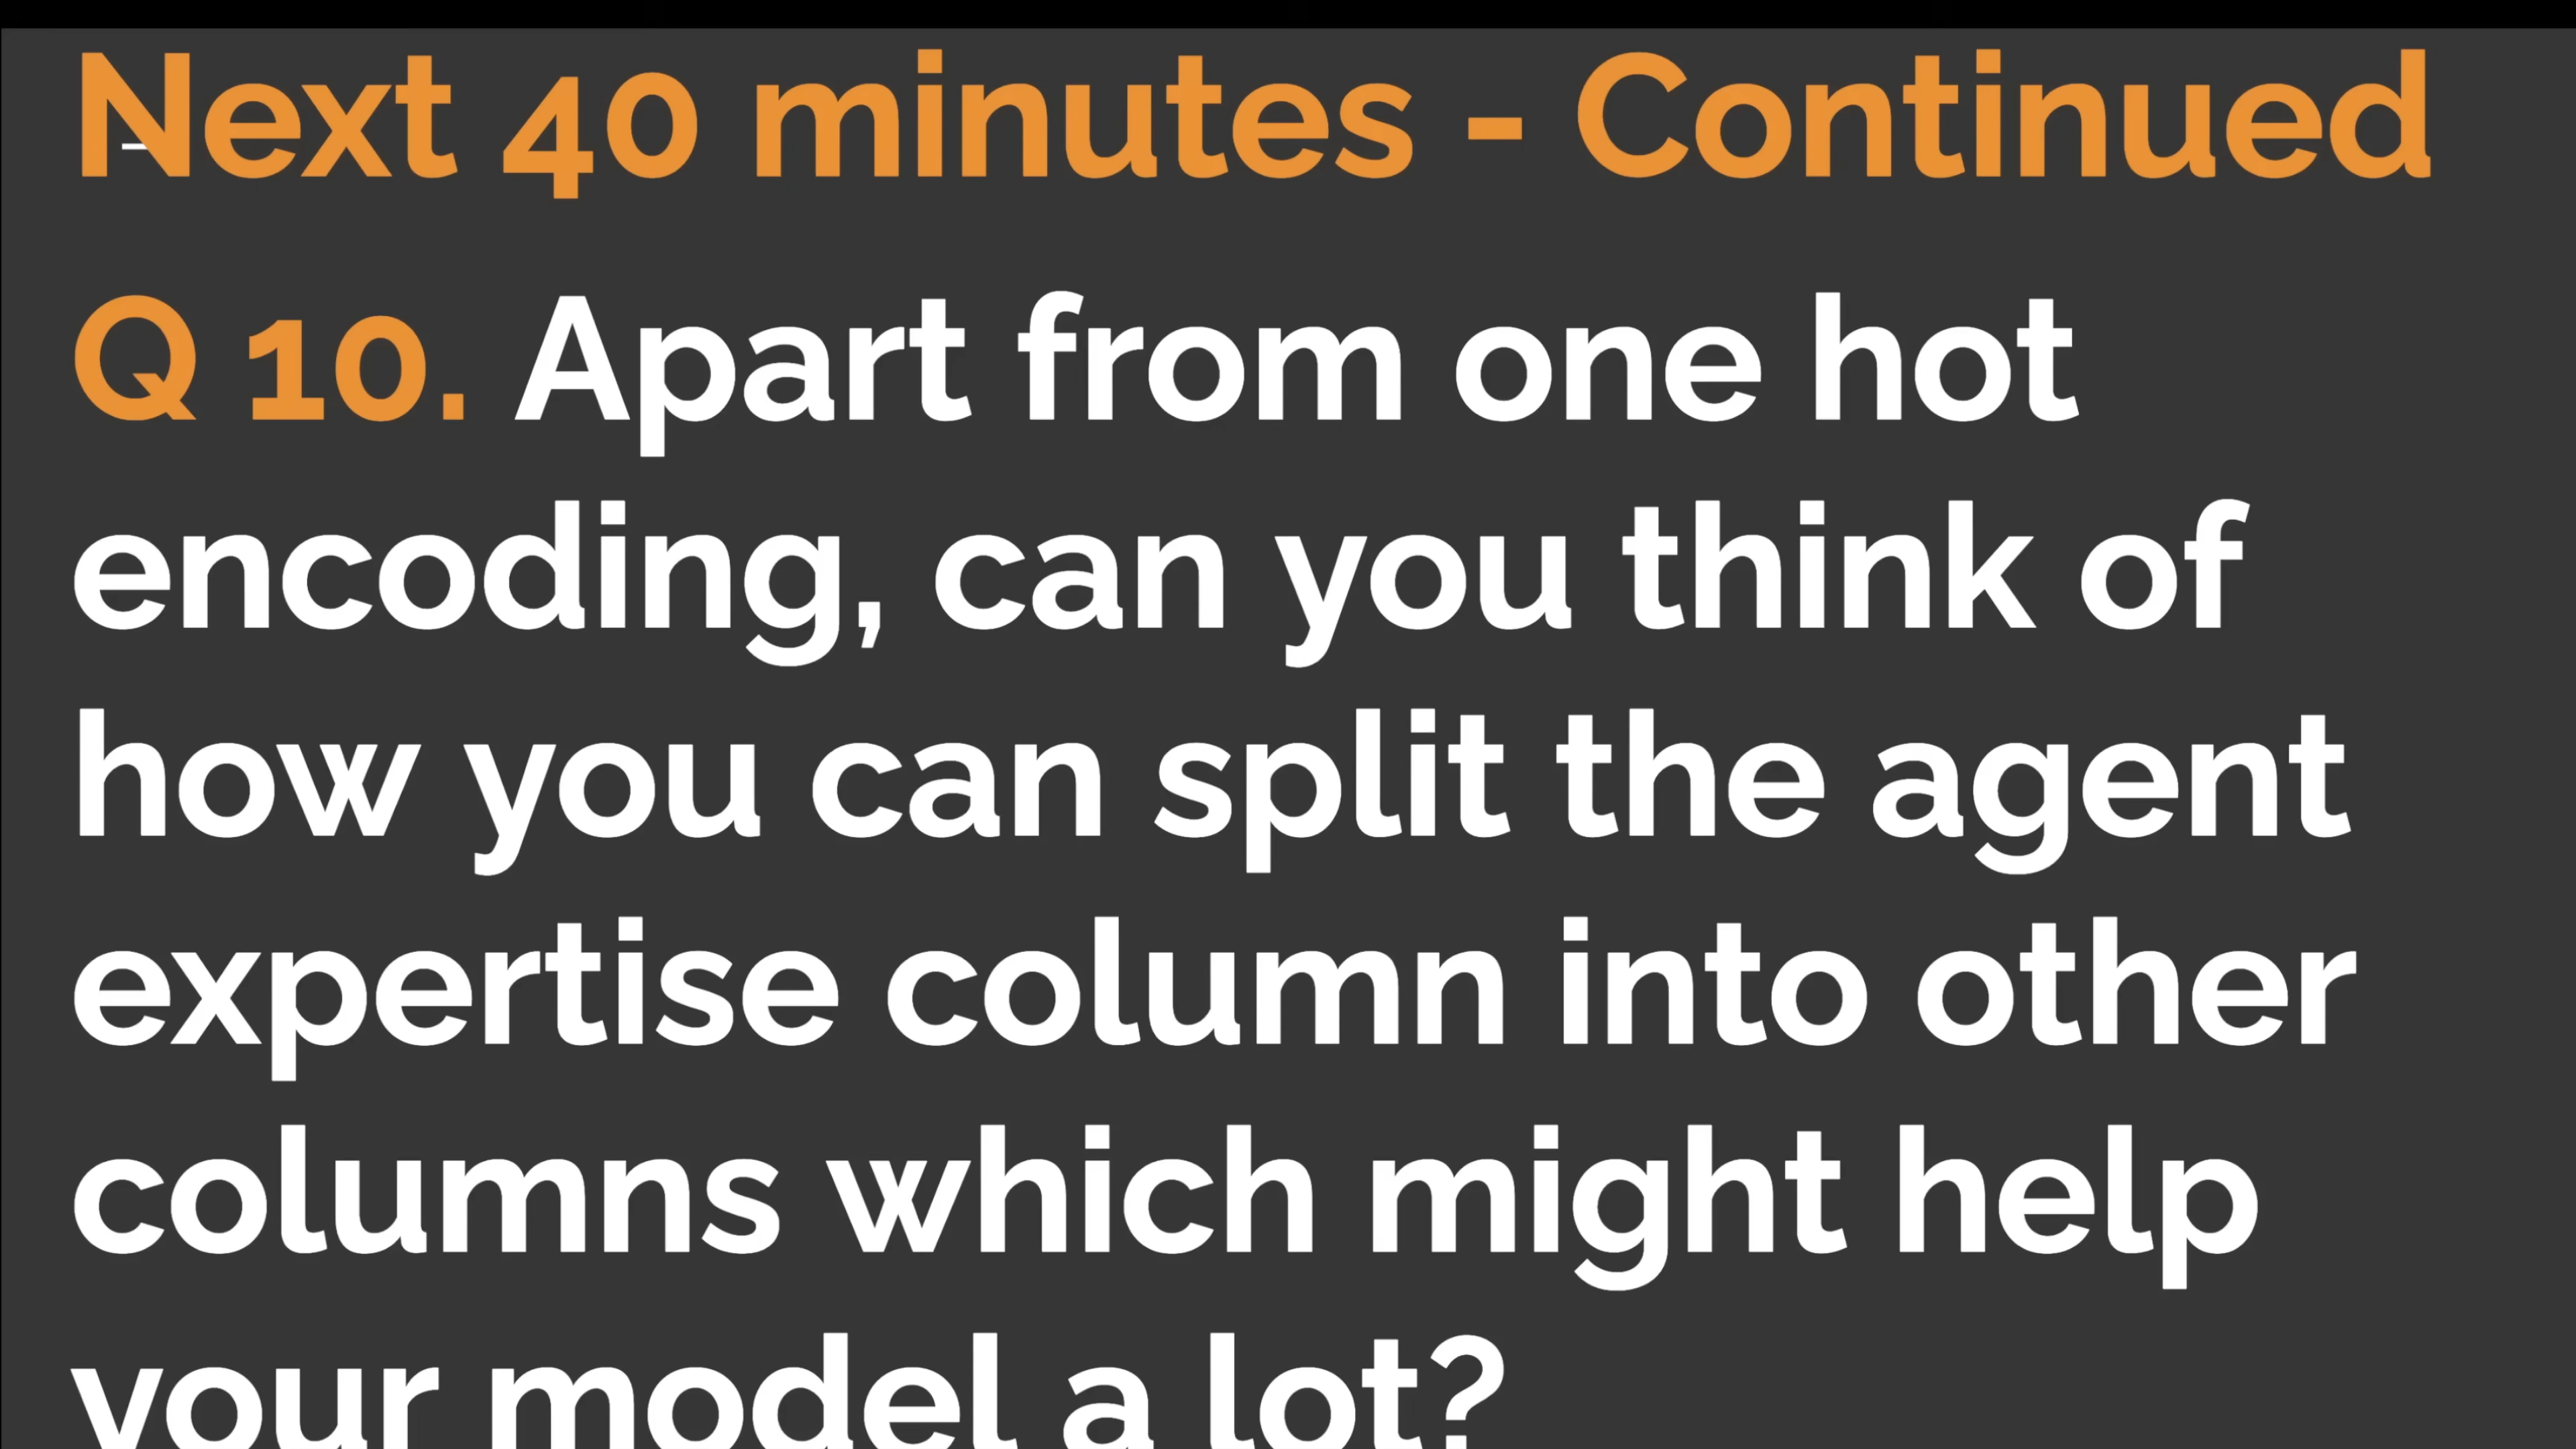 Next 40 minutes - Continued
Q 10. Apart from one hot
encoding, can you think of
how you can split the agent
expertise column into other
columns which might help
your model a lot?